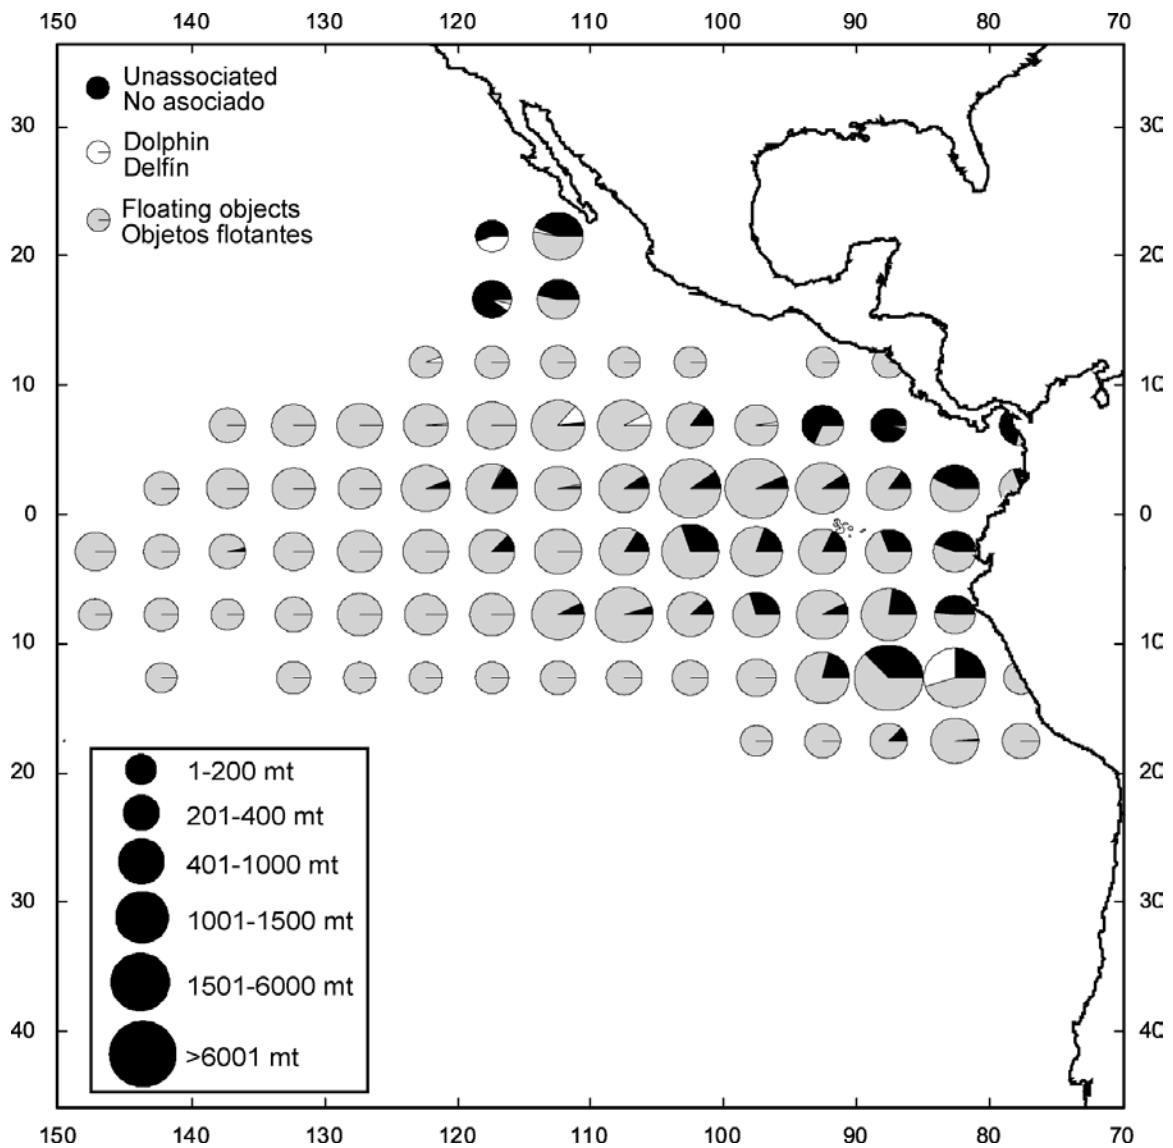 150 140 130 120 110 100 90 80 70
Unassociated
No asociado
Dolphin
Delfín
Floating objects
Objetos flotantes
30 30
20 20
10 10
0 0
10 10
20 20
30 30
40 40
1-200 mt
201-400 mt
401-1000 mt
1001-1500 mt
1501-6000 mt
>6001 mt
150 140 130 120 110 100 90 80 70